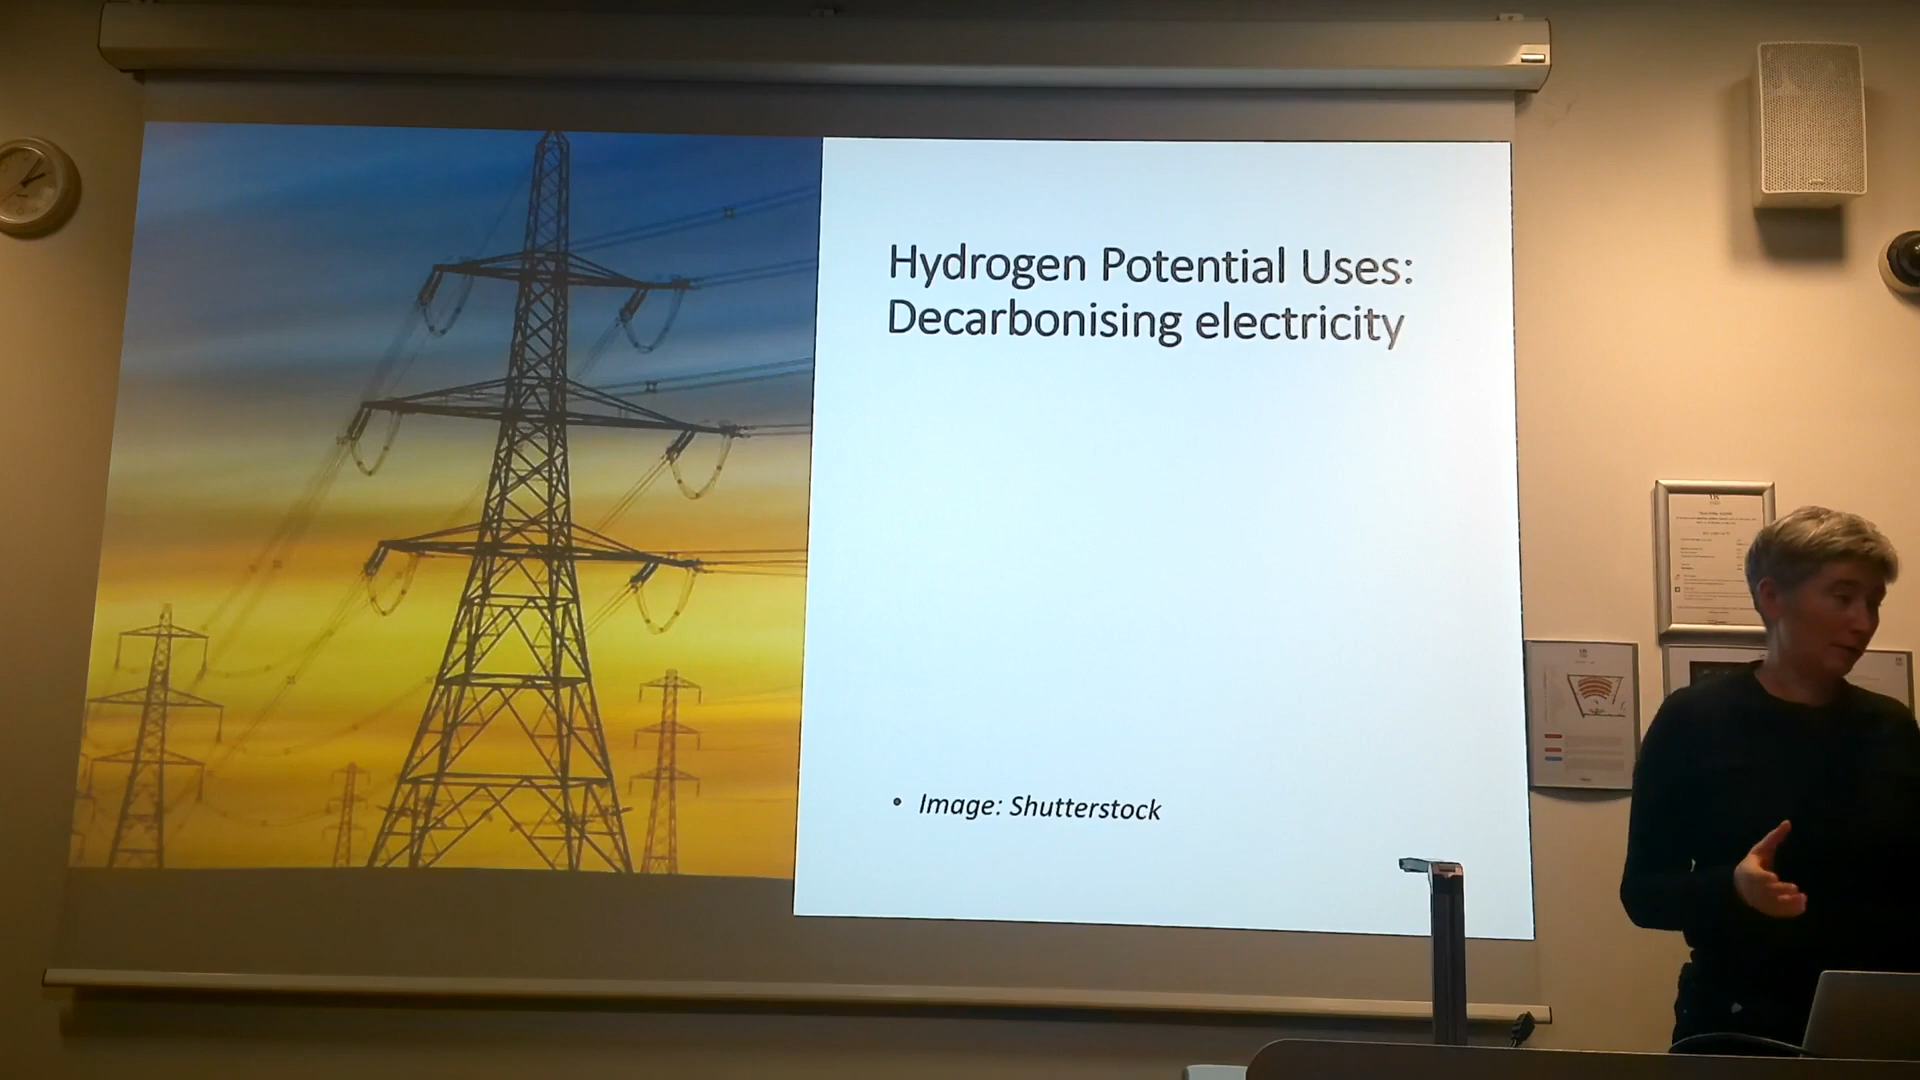 Hydrogen Potential Uses:
Decarbonising electricity
• Image: Shutterstock